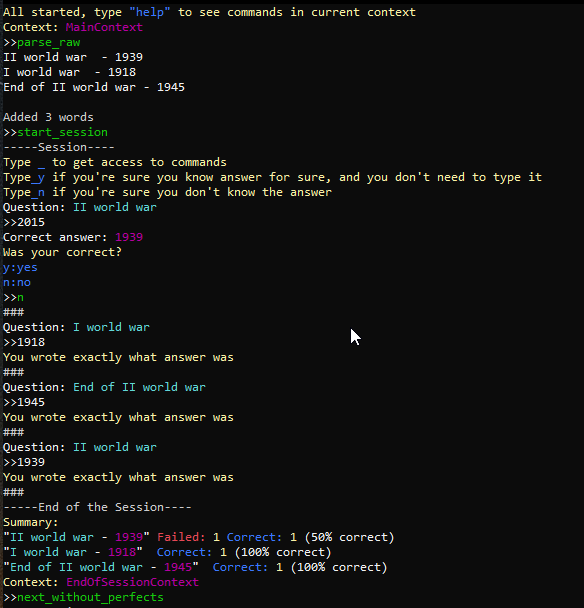 All started, type "help" to see commands in current context
Context: MainContext
>>parse_raw
II world war  - 1939
I world war  - 1918
End of II world war - 1945
Added 3 words
>>start_session
-----Session----
Type _ to get access to commands
Type_y if you're sure you know answer for sure, and you don't need to type it
Type_n if you're sure you don't know the answer
Question: II world war
>>2015
Correct answer: 1939
Was your correct?
y:yes
n:no
>>n
###
Question: I world war
>>1918
You wrote exactly what answer was
###
Question: End of II world war
>>1945
You wrote exactly what answer was
###
Question: II world war
>>1939
You wrote exactly what answer was
###
-----End of the Session----
Summary:
"II world war - 1939" Failed: 1 Correct: 1 (50% correct)
"I world war - 1918"  Correct: 1 (100% correct)
"End of II world war - 1945"  Correct: 1 (100% correct)
Context: EndOfSessionContext
>>next_without_perfects